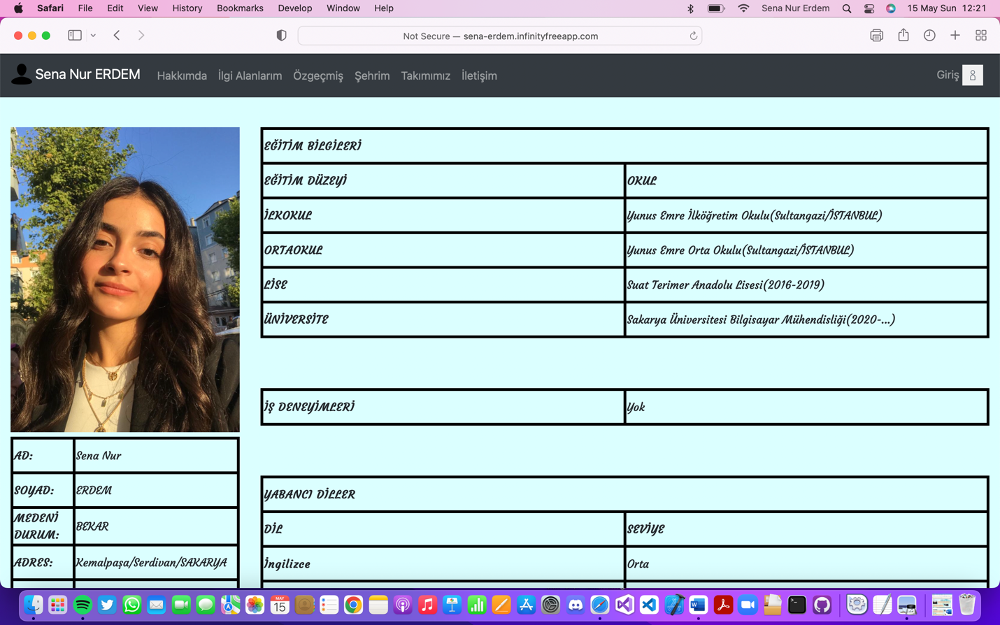 Safari File Edit View History Bookmarks Develop Window Help Sena Nur Erdem 15 May Sun 12:21
Not Secure — sena-erdem.infinityfreeapp.com
Sena Nur ERDEM Hakkımda İlgi Alanlarım Özgeçmiş Şehrim Takımımız İletişim Giriş
EĞİTİM BİLGİLERİ
EĞİTİM DÜZEYİ OKUL
İLKOKUL Yunus Emre İlköğretim Okulu(Sultangazi/İSTANBUL)
ORTAOKUL Yunus Emre Orta Okulu(Sultangazi/İSTANBUL)
LİSE Suat Terimer Anadolu Lisesi(2016-2019)
ÜNİVERSİTE Sakarya Üniversitesi Bilgisayar Mühendisliği(2020-...)
İŞ DENEYİMLERİ Yok
AD: Sena Nur
SOYAD: ERDEM
MEDENİ
DURUM: BEKAR
ADRES: Kemalpaşa/Serdivan/SAKARYA
YABANCI DİLLER
DİL SEVİYE
İngilizce Orta
MAY
15